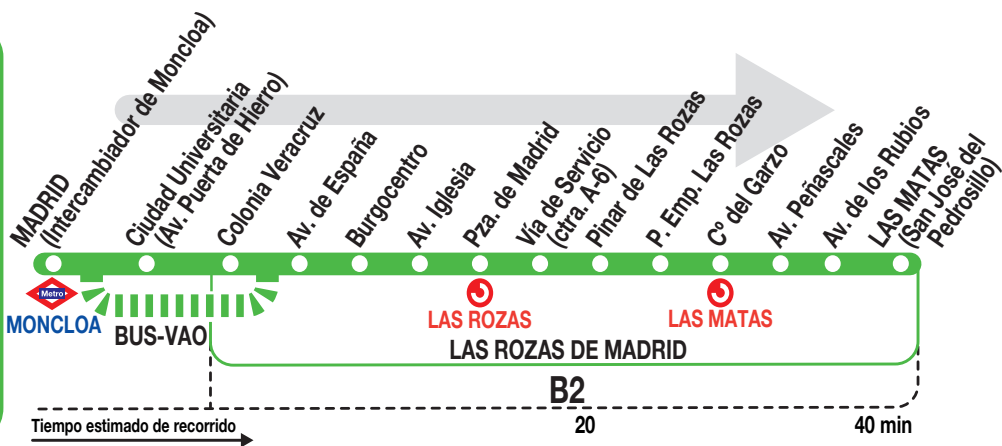 MADRID
(Intercambiador de Moncloa)
Ciudad Universitaria
(Av. Puerta de Hierro)
Colonia Veracruz
Av. de España
Burgocentro
Av. Iglesia
Pza. de Madrid
Vía de Servicio
(ctra. A-6)
Pinar de Las Rozas
P. Emp. Las Rozas
Cº del Garzo
Av. Peñascales
Av. de los Rubios
LAS MATAS
(San José del
Pedrosillo)
Metro
MONCLOA
BUS-VAO
LAS ROZAS
LAS MATAS
LAS ROZAS DE MADRID
B2
Tiempo estimado de recorrido
20
40 min